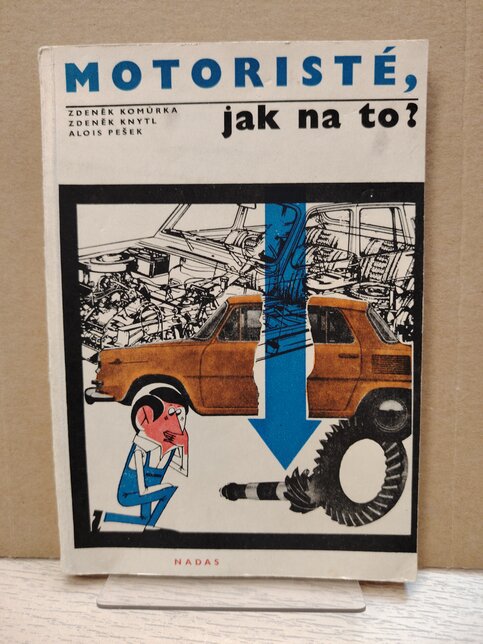 MOTORISTÉ,
ZDENĚK KOMŮRKA
ZDENĚK KNYTL
ALOIS PEŠEK
jak na to?
NADAS